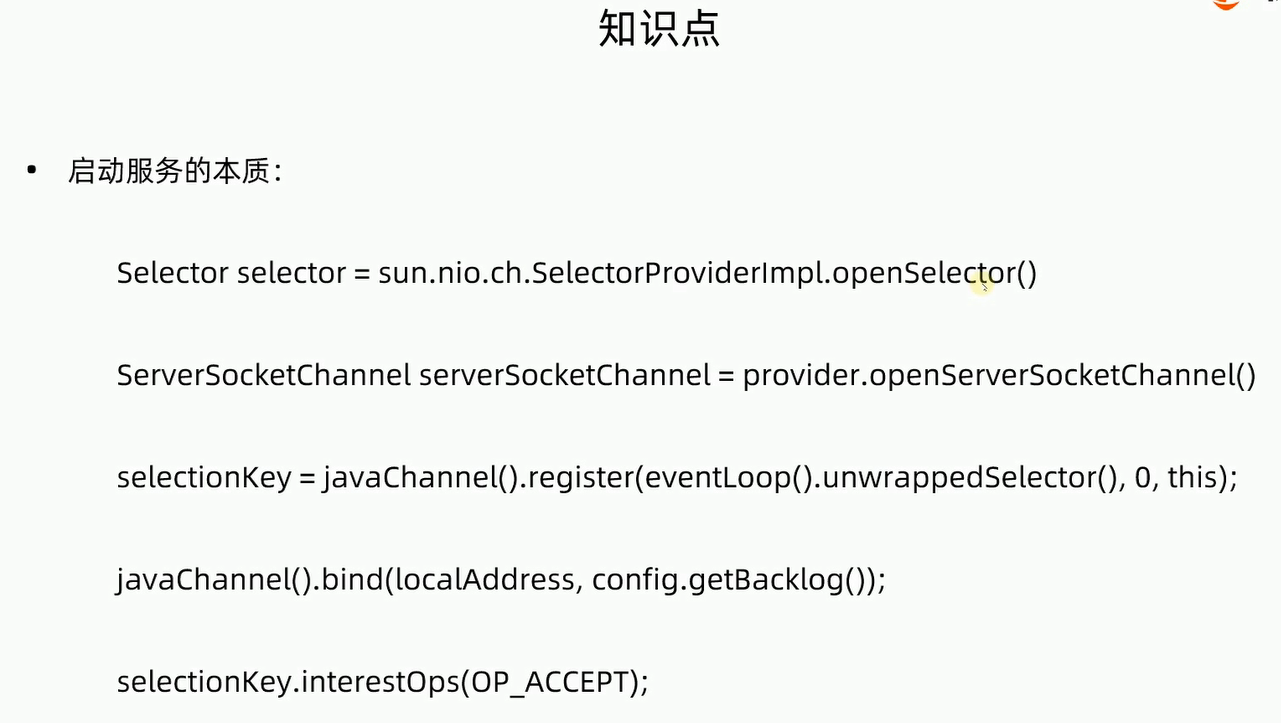 知识点
• 启动服务的本质：
Selector selector = sun.nio.ch.SelectorProviderImpl.openSelector()
ServerSocketChannel serverSocketChannel = provider.openServerSocketChannel()
selectionKey = javaChannel().register(eventLoop().unwrappedSelector(), 0, this);
javaChannel().bind(localAddress, config.getBacklog());
selectionKey.interestOps(OP_ACCEPT);